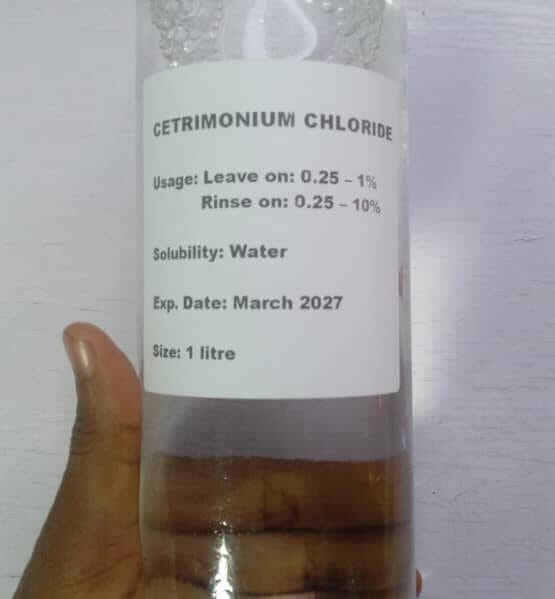 CETRIMONIUM CHLORIDE
Usage: Leave on: 0.25 – 1%
Rinse on: 0.25 – 10%
Solubility: Water
Exp. Date: March 2027
Size: 1 litre